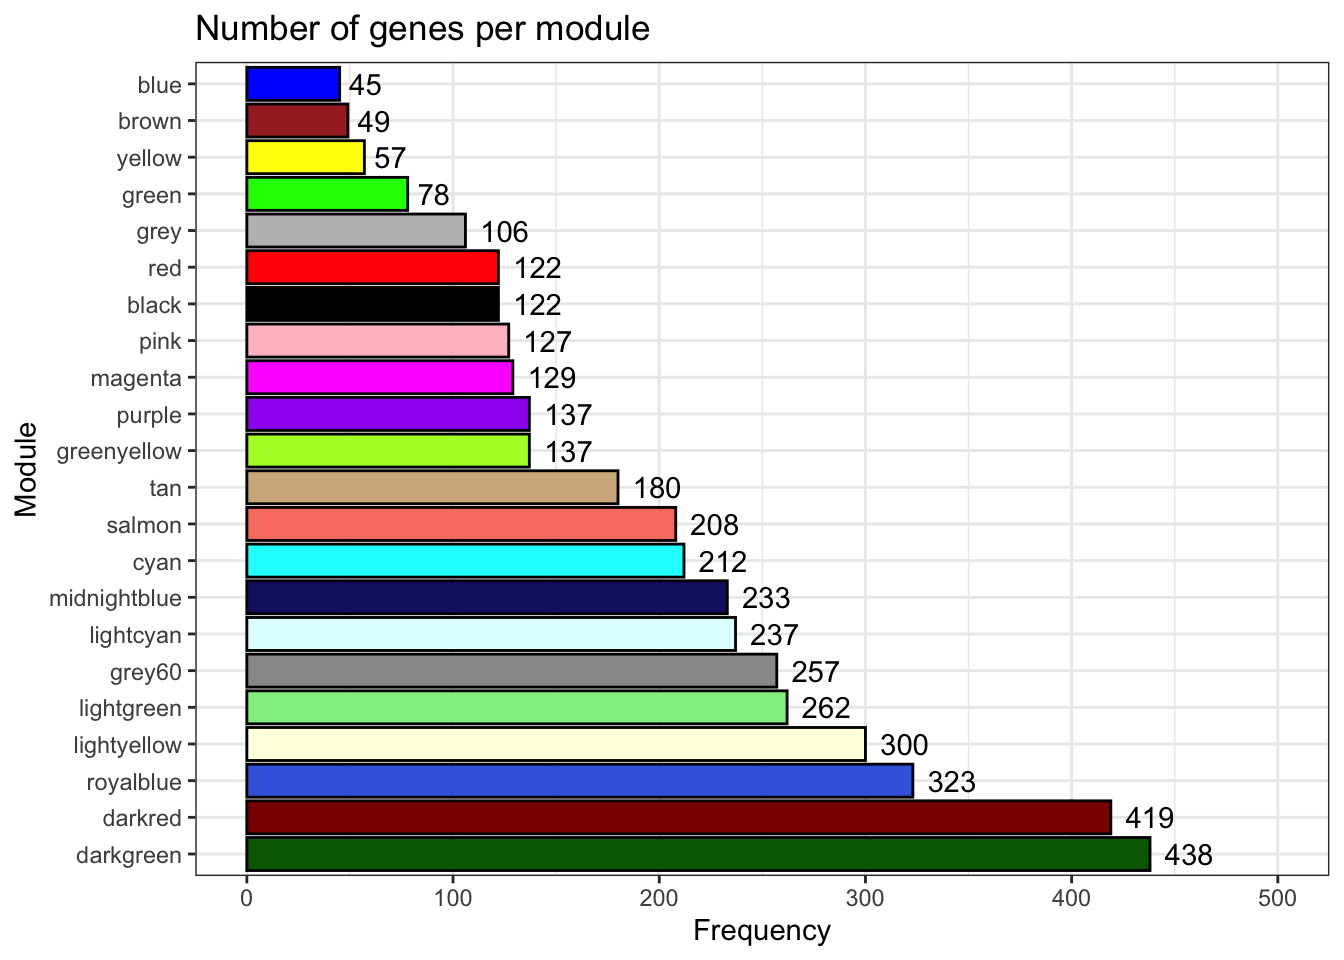 Number of genes per module
Module
blue 45
brown 49
yellow 57
green 78
grey 106
red 122
black 122
pink 127
magenta 129
purple 137
greenyellow 137
tan 180
salmon 208
cyan 212
midnightblue 233
lightcyan 237
grey60 257
lightgreen 262
lightyellow 300
royalblue 323
darkred 419
darkgreen 438
0 100 200 300 400 500
Frequency